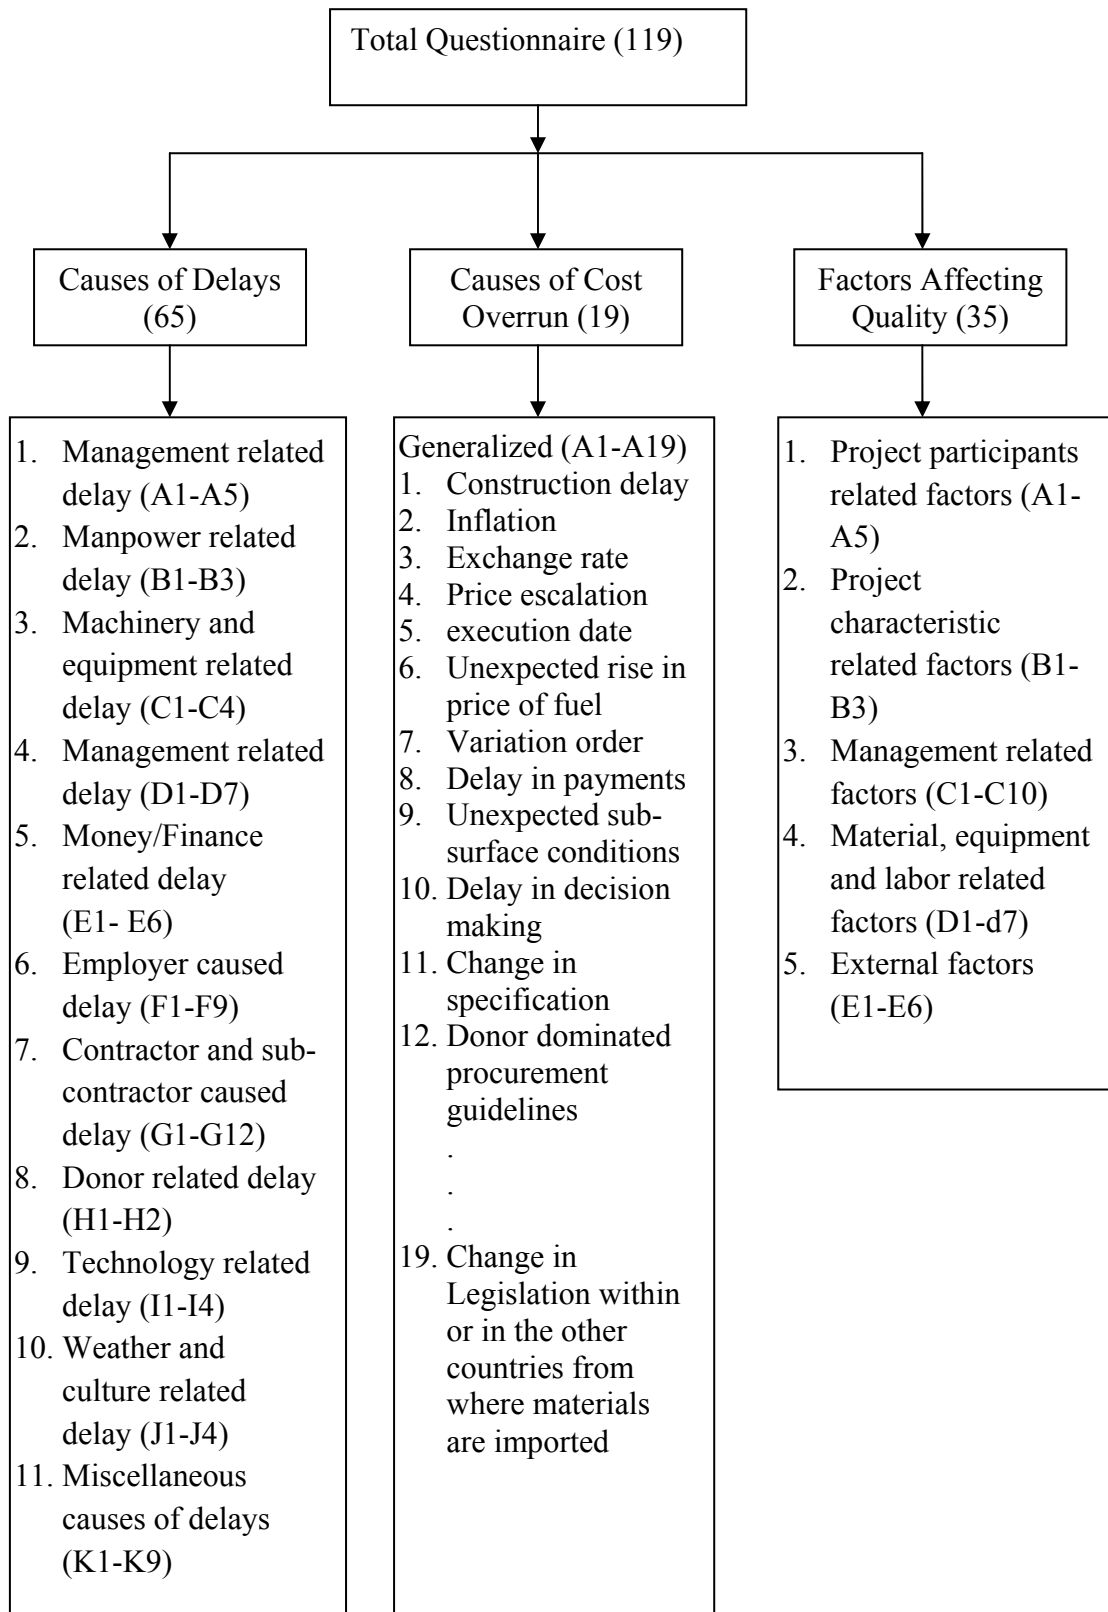 Total Questionnaire (119)
Causes of Delays
(65)
Causes of Cost
Overrun (19)
Factors Affecting
Quality (35)
1. Management related
delay (A1-A5)
2. Manpower related
delay (B1-B3)
3. Machinery and
equipment related
delay (C1-C4)
4. Management related
delay (D1-D7)
5. Money/Finance
related delay
(E1- E6)
6. Employer caused
delay (F1-F9)
7. Contractor and sub-
contractor caused
delay (G1-G12)
8. Donor related delay
(H1-H2)
9. Technology related
delay (I1-I4)
10. Weather and
culture related
delay (J1-J4)
11. Miscellaneous
causes of delays
(K1-K9)
Generalized (A1-A19)
1. Construction delay
2. Inflation
3. Exchange rate
4. Price escalation
5. execution date
6. Unexpected rise in
price of fuel
7. Variation order
8. Delay in payments
9. Unexpected sub-
surface conditions
10. Delay in decision
making
11. Change in
specification
12. Donor dominated
procurement
guidelines
.
.
.
19. Change in
Legislation within
or in the other
countries from
where materials
are imported
1. Project participants
related factors (A1-
A5)
2. Project
characteristic
related factors (B1-
B3)
3. Management related
factors (C1-C10)
4. Material, equipment
and labor related
factors (D1-d7)
5. External factors
(E1-E6)